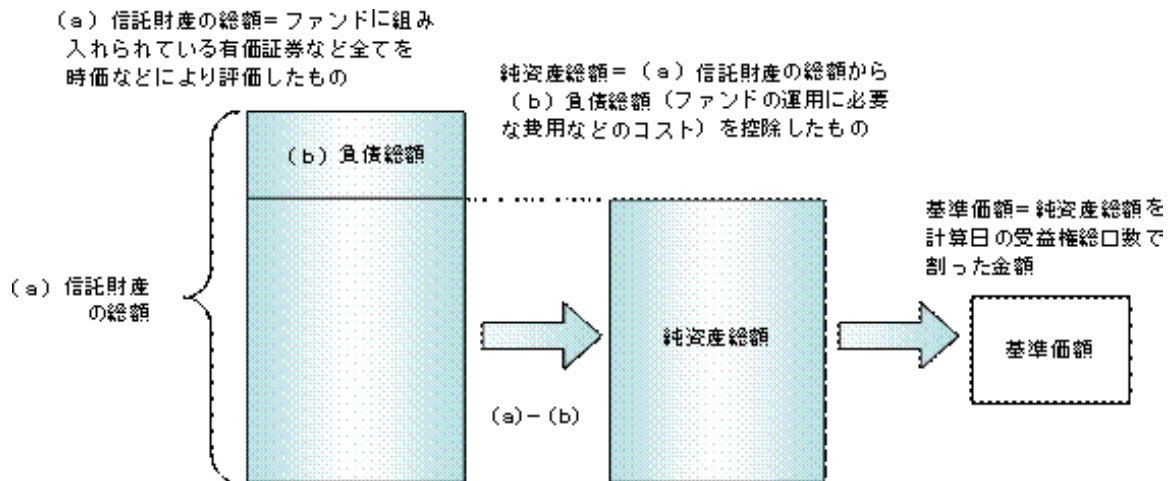 (a) 信託財産の総額=ファンドに組み
入れられている有価証券など全てを
時価などにより評価したもの
純資産総額=(a) 信託財産の総額から
(b) 負債総額(ファンドの運用に必要
な費用などのコスト)を控除したもの
(b) 負債総額
基準価額=純資産総額を
計算日の受益権総口数で
割った金額
(a) 信託財産
の総額
純資産総額
基準価額
(a)-(b)